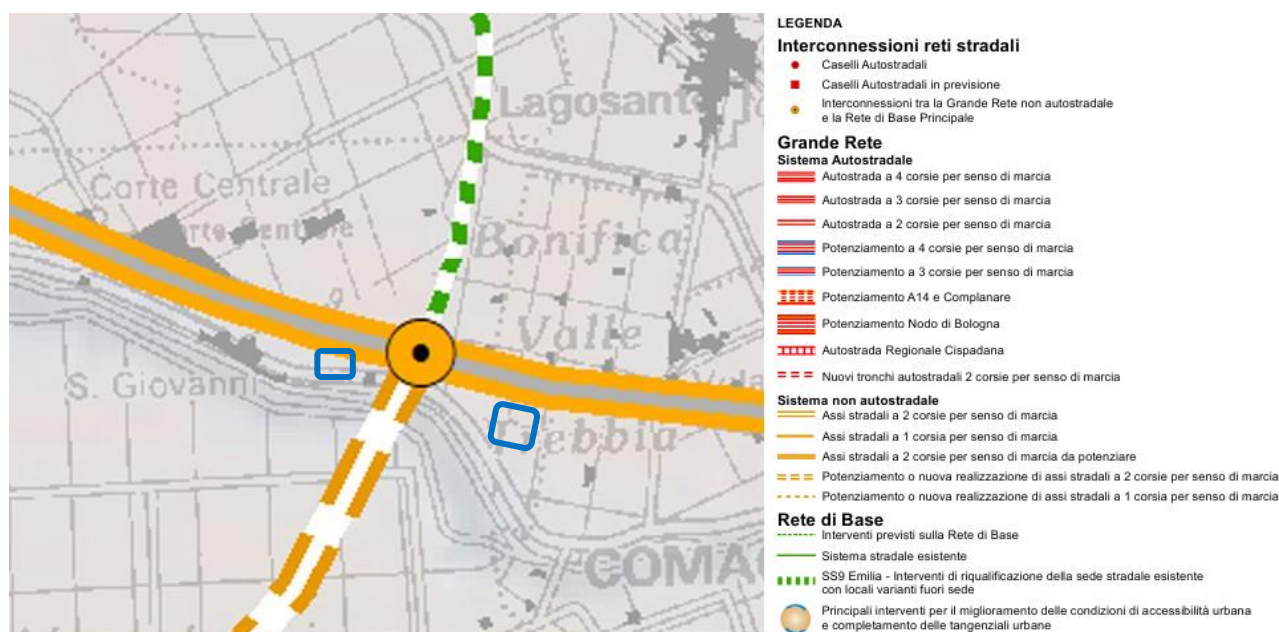 Lagosant
Corte Centrale
Bonifica
Valle
S. Giovanni
Trebbia
COMA
LEGENDA
Interconnessioni reti stradali
Caselli Autostradali
Caselli Autostradali in previsione
Interconnessioni tra la Grande Rete non autostradale
e la Rete di Base Principale
Grande Rete
Sistema Autostradale
Autostrada a 4 corsie per senso di marcia
Autostrada a 3 corsie per senso di marcia
Autostrada a 2 corsie per senso di marcia
Potenziamento a 4 corsie per senso di marcia
Potenziamento a 3 corsie per senso di marcia
Potenziamento A14 e Complanare
Potenziamento Nodo di Bologna
Autostrada Regionale Cispadana
Nuovi tronchi autostradali 2 corsie per senso di marcia
Sistema non autostradale
Assi stradali a 2 corsie per senso di marcia
Assi stradali a 1 corsia per senso di marcia
Assi stradali a 2 corsie per senso di marcia da potenziare
Potenziamento o nuova realizzazione di assi stradali a 2 corsie per senso di marcia
Potenziamento o nuova realizzazione di assi stradali a 1 corsia per senso di marcia
Rete di Base
Interventi previsti sulla Rete di Base
Sistema stradale esistente
SS9 Emilia - Interventi di riqualificazione della sede stradale esistente
con locali varianti fuori sede
Principali interventi per il miglioramento delle condizioni di accessibilità urbana
e completamento delle tangenziali urbane